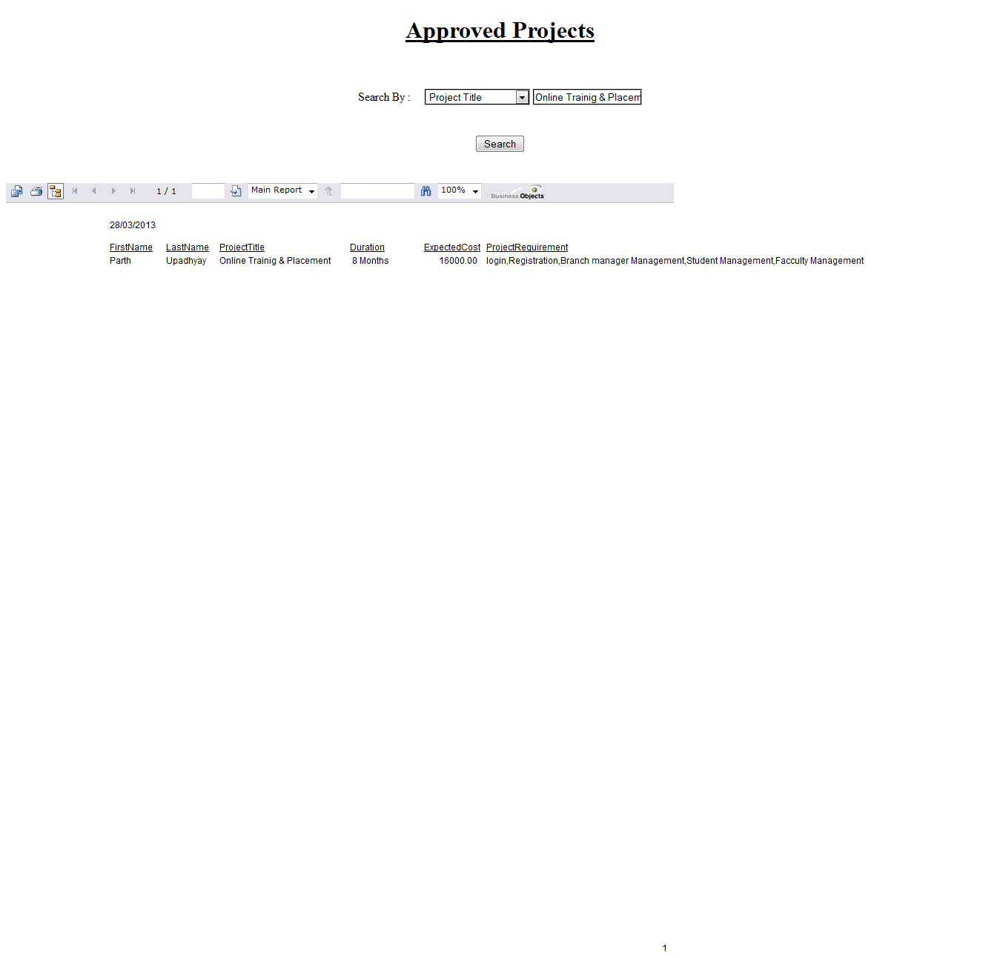 Approved Projects
Search By : Project Title Online Trainig & Placem
Search
1 / 1 Main Report 100% Business Objects
28/03/2013
FirstName LastName ProjectTitle Duration ExpectedCost ProjectRequirement
Parth Upadhyay Online Trainig & Placement 8 Months 16000.00 login,Registration,Branch manager Management,Student Management,Facculty Management
1